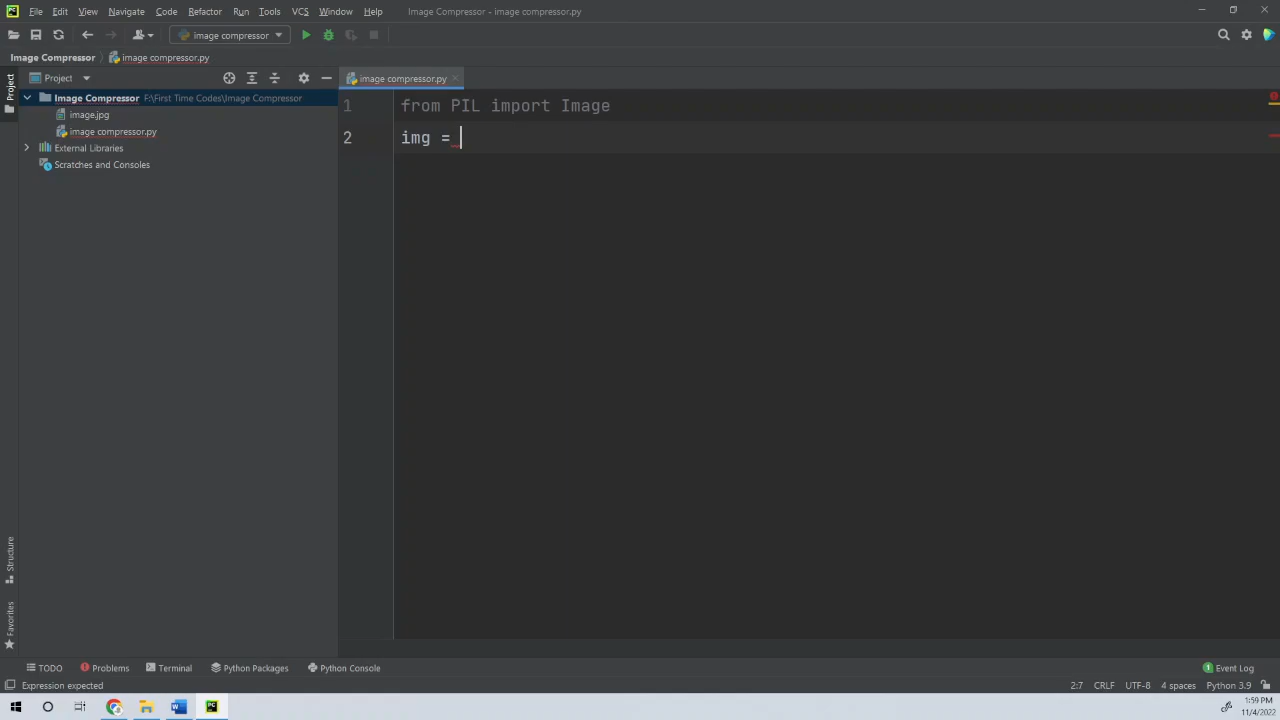 File Edit View Navigate Code Refactor Run Tools VCS Window Help Image Compressor - image compressor.py
image compressor
Image Compressor image compressor.py
Project
Project
image compressor.py
Image Compressor F:\First Time Codes\Image Compressor
image.jpg
image compressor.py
External Libraries
Scratches and Consoles
1 from PIL import Image
2 img =
Structure
Favorites
TODO Problems Terminal Python Packages Python Console 1 Event Log
Expression expected 2:7 CRLF UTF-8 4 spaces Python 3.9
1:59 PM
11/4/2022